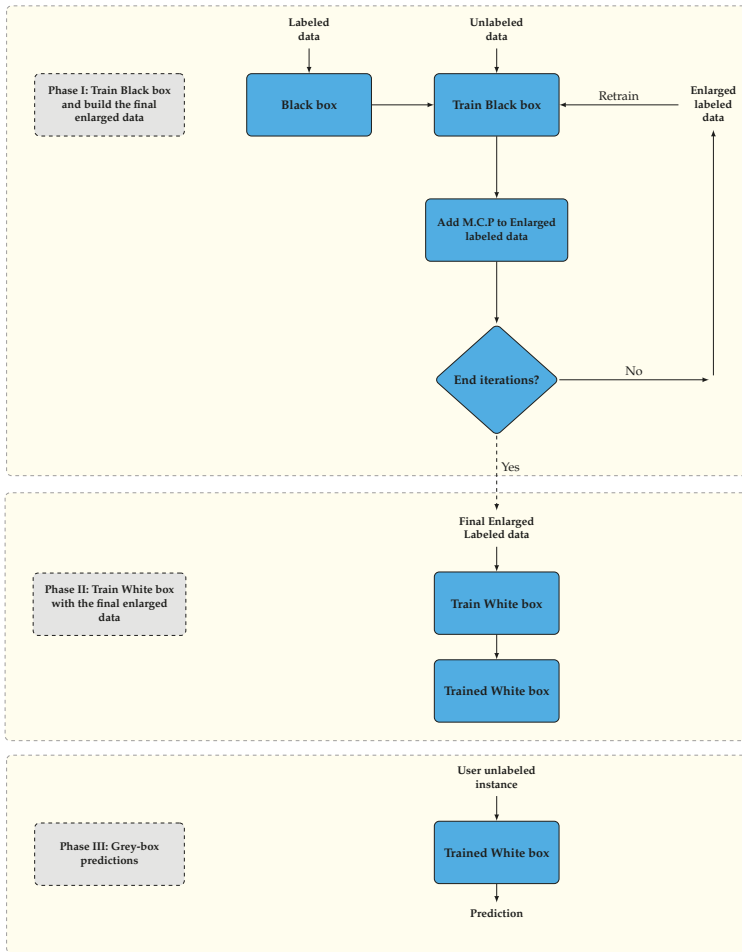 Labeled
data
Unlabeled
data
Phase I: Train Black box
and build the final
enlarged data
Black box
Train Black box
Retrain
Enlarged
labeled
data
Add M.C.P to Enlarged
labeled data
End iterations?
No
Yes
Final Enlarged
Labeled data
Phase II: Train White box
with the final enlarged
data
Train White box
Trained White box
User unlabeled
instance
Phase III: Grey-box
predictions
Trained White box
Prediction